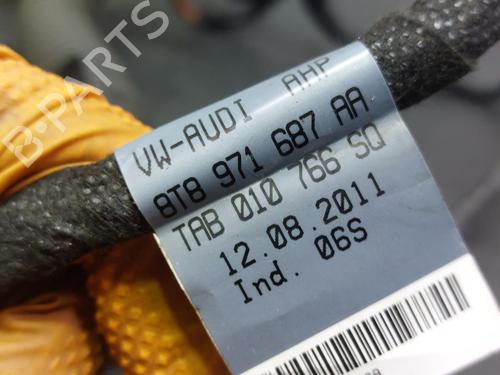 B-PARTS
VW-AUDI AHP
8T8 971 687 AA
TAB 010 766 SQ
12.08.2011
Ind. 06S